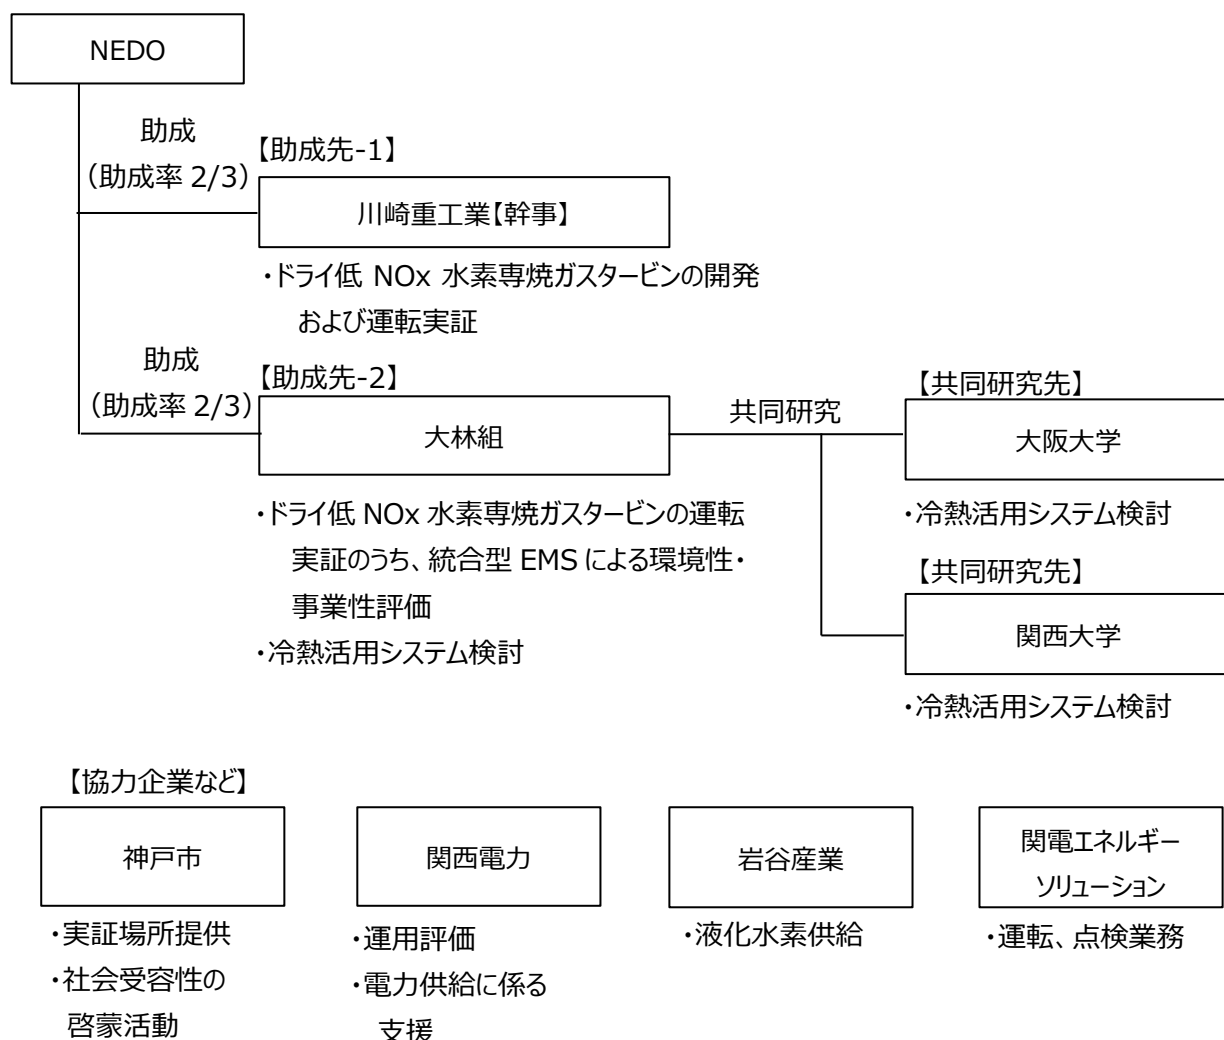 NEDO
助成
（助成率 2/3）
【助成先-1】
川崎重工業【幹事】
・ドライ低 NOx 水素専焼ガスタービンの開発
および運転実証
助成
（助成率 2/3）
【助成先-2】
大林組
・ドライ低 NOx 水素専焼ガスタービンの運転
実証のうち、統合型 EMS による環境性・
事業性評価
・冷熱活用システム検討
共同研究
【共同研究先】
大阪大学
・冷熱活用システム検討
【共同研究先】
関西大学
・冷熱活用システム検討
【協力企業など】
神戸市
・実証場所提供
・社会受容性の
啓蒙活動
関西電力
・運用評価
・電力供給に係る
支援
岩谷産業
・液化水素供給
関電エネルギー
ソリューション
・運転、点検業務